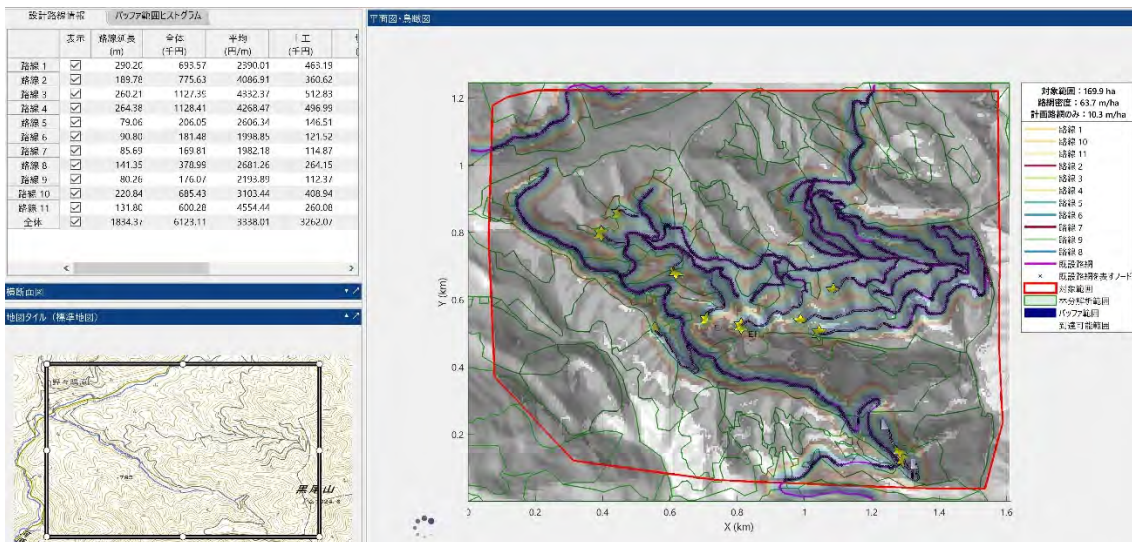 設計路線情報 バッファ範囲ヒストグラム
表示 路線延長 (m) 全体 (千円) 平均 (円/m) 土工 (千円)
路線 1 290.20 693.57 2390.01 463.19
路線 2 189.78 775.63 4086.91 360.62
路線 3 260.21 1127.39 4332.37 512.83
路線 4 264.38 1128.41 4268.47 496.99
路線 5 79.06 206.05 2606.34 146.51
路線 6 90.80 181.48 1998.85 121.52
路線 7 85.69 169.81 1982.18 114.87
路線 8 141.35 378.99 2681.26 264.15
路線 9 80.26 176.07 2193.89 112.37
路線 10 220.84 685.43 3103.44 408.94
路線 11 131.80 600.28 4554.44 260.08
全体 1834.37 6123.11 3338.01 3262.07
横断面図
地図タイル（標準地図）
黒尾山
平面図・鳥瞰図
1.2
1
0.8
0.6
0.4
0.2
Y (km)
0 0.2 0.4 0.6 0.8 1 1.2 1.4 1.6
X (km)
対象範囲：169.9 ha
路網密度：63.7 m/ha
計画路網のみ：10.3 m/ha
路線 1
路線 10
路線 11
路線 2
路線 3
路線 4
路線 5
路線 6
路線 7
路線 9
路線 8
既設路網
既設路網を表すノード
対象範囲
林分解析範囲
バッファ範囲
到達可能範囲